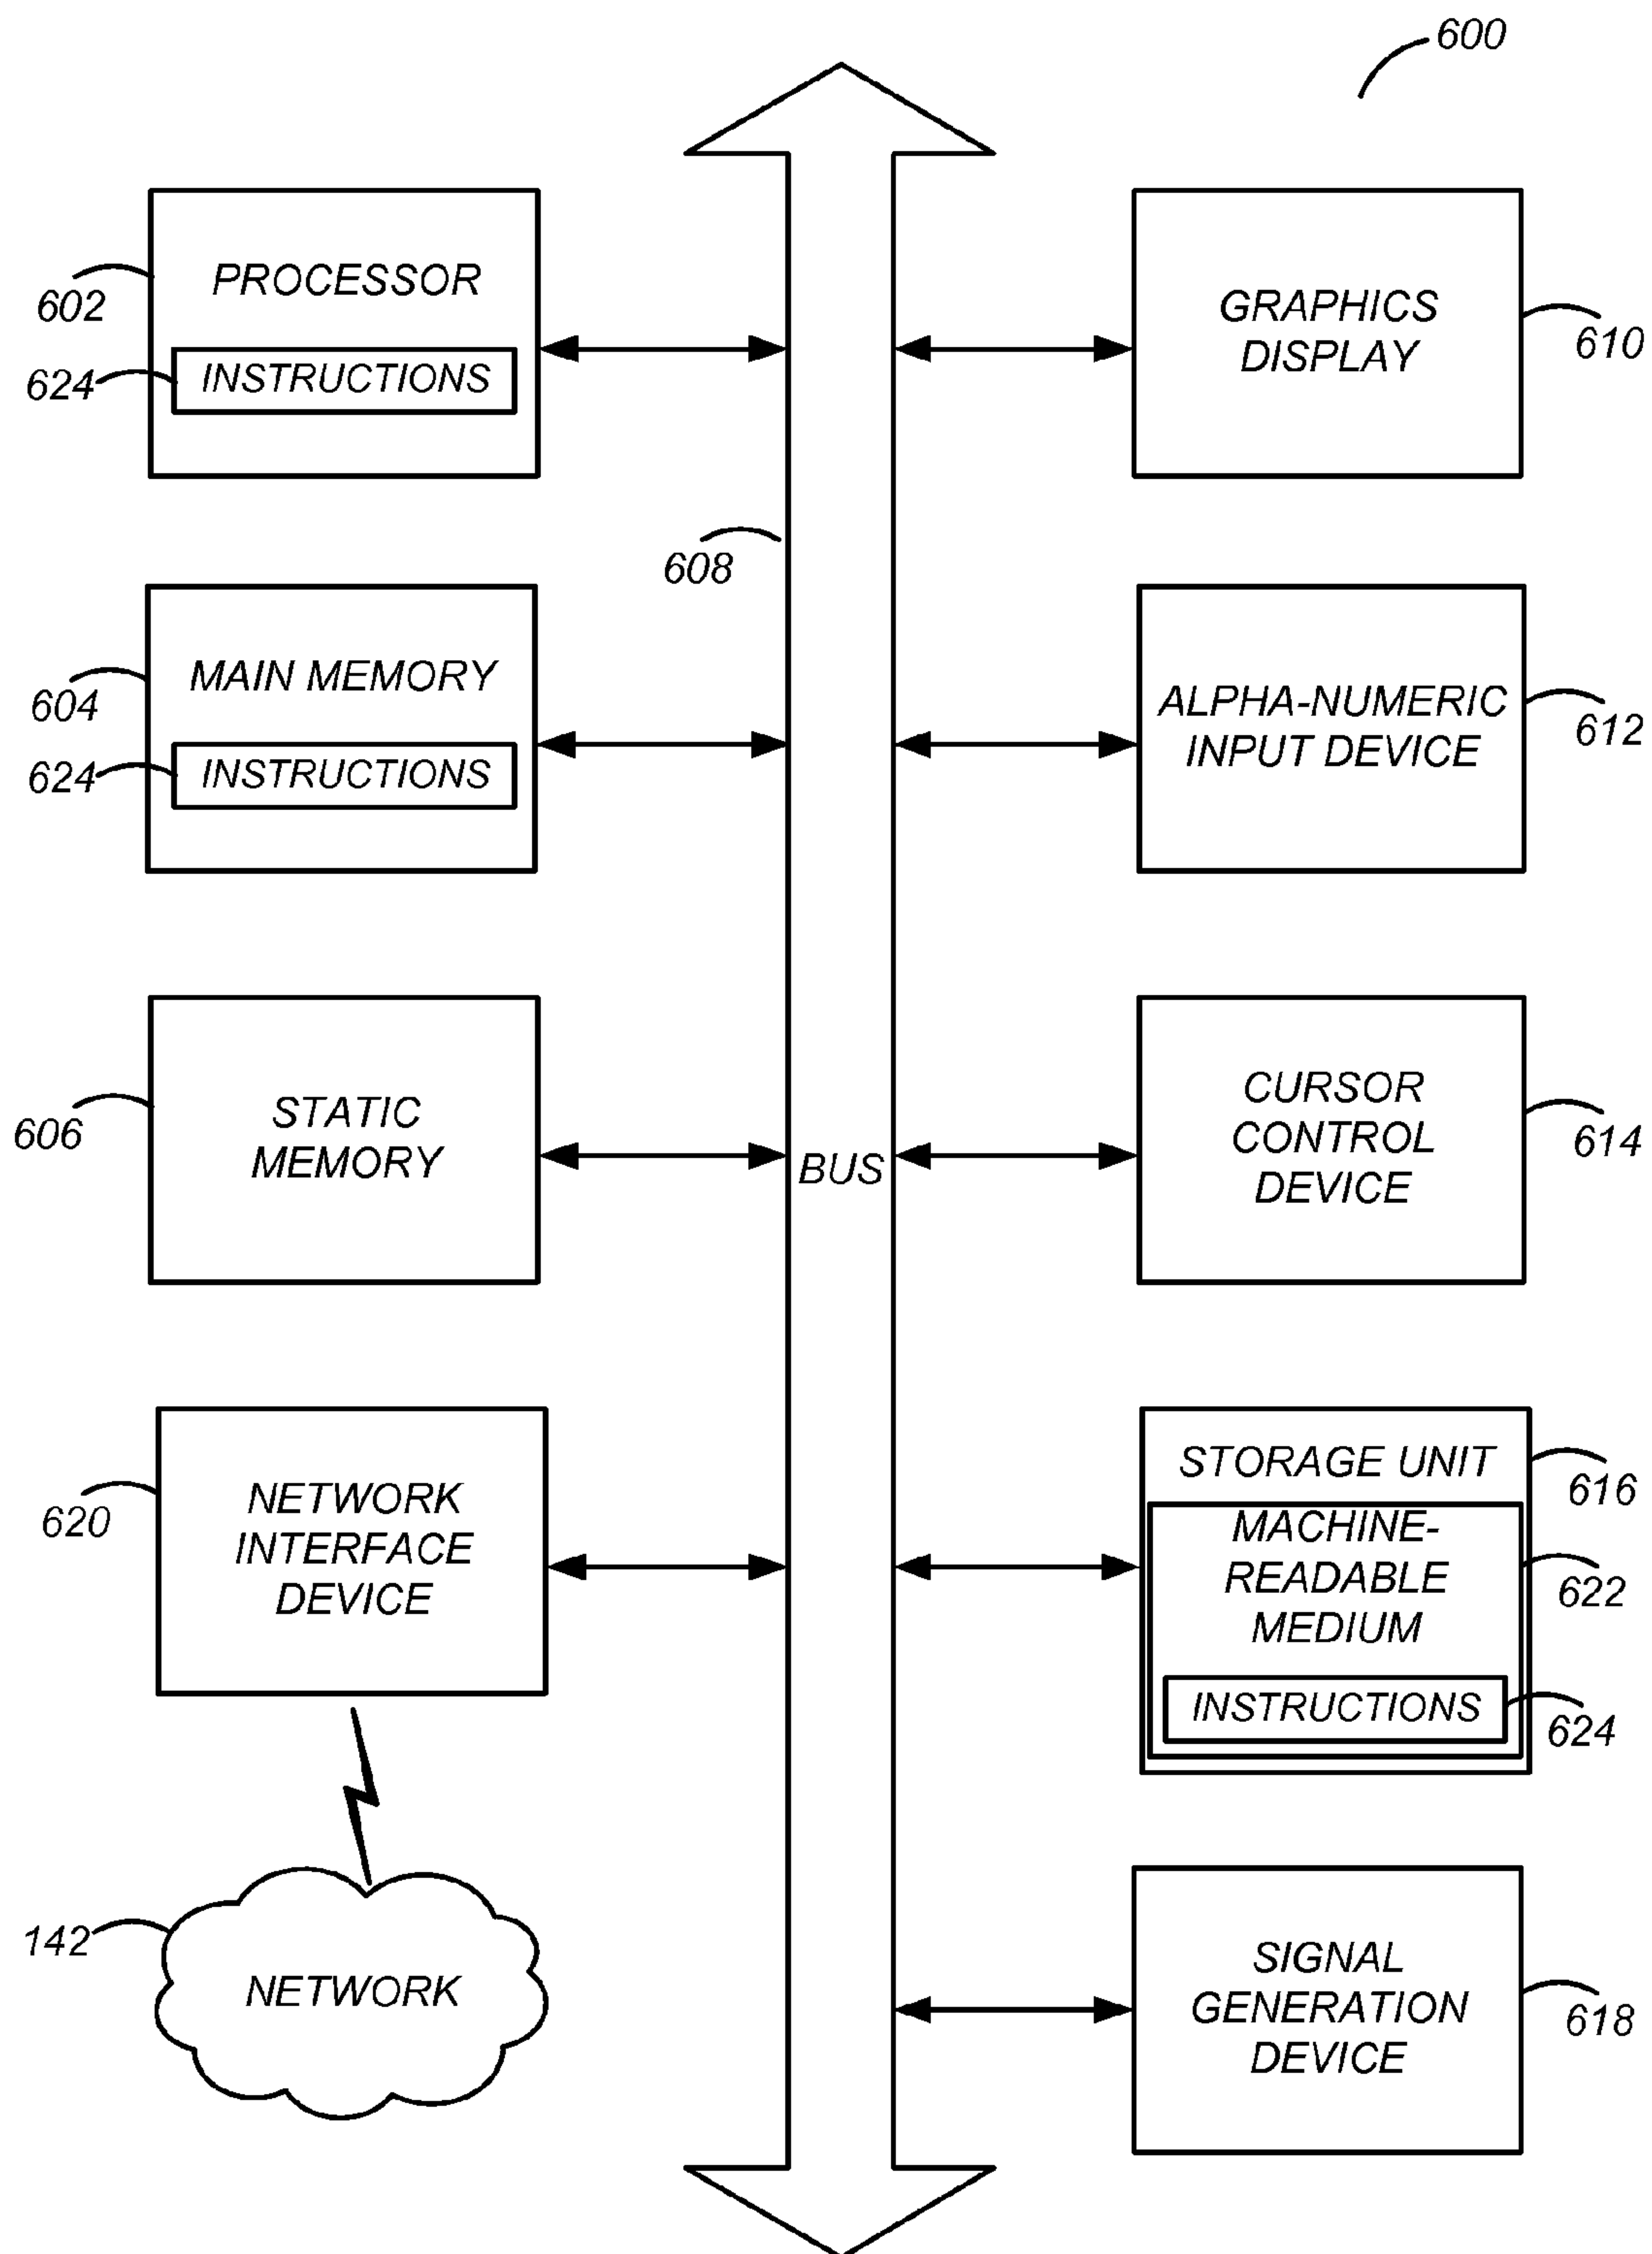 600
PROCESSOR
602
624
INSTRUCTIONS
GRAPHICS
DISPLAY
610
608
MAIN MEMORY
604
624
INSTRUCTIONS
ALPHA-NUMERIC
INPUT DEVICE
612
STATIC
MEMORY
606
BUS
CURSOR
CONTROL
DEVICE
614
NETWORK
INTERFACE
DEVICE
620
STORAGE UNIT
616
MACHINE-
READABLE
MEDIUM
622
INSTRUCTIONS
624
142
NETWORK
SIGNAL
GENERATION
DEVICE
618